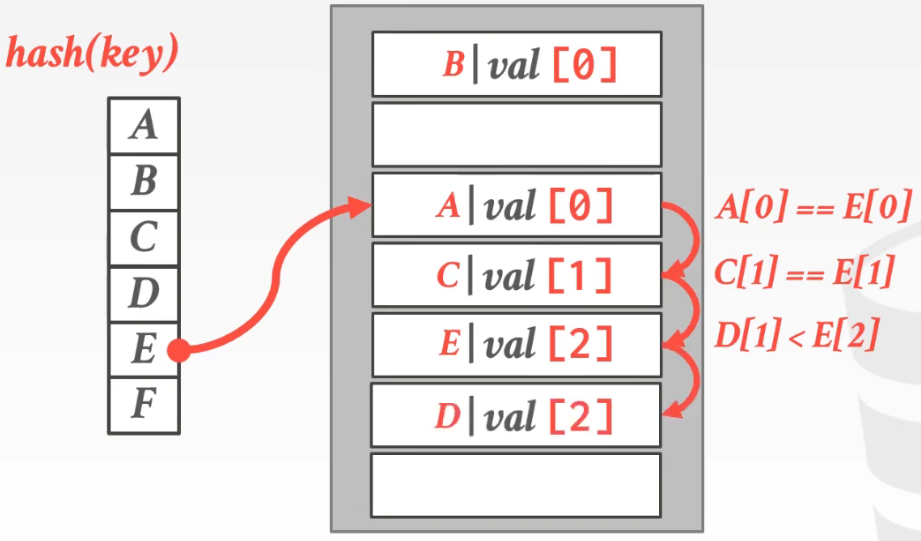 hash(key)
A
B
C
D
E
F
B|val [0]
A|val [0]
C|val [1]
E|val [2]
D|val [2]
A[0] == E[0]
C[1] == E[1]
D[1] < E[2]